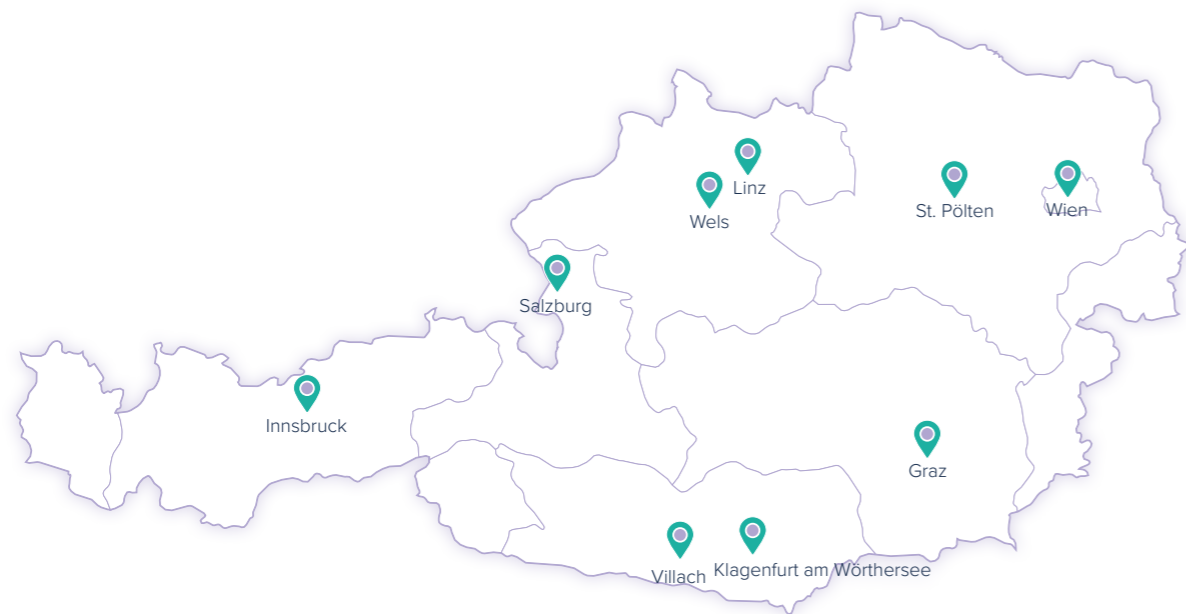 Linz
Wels
St. Pölten
Wien
Salzburg
Innsbruck
Graz
Villach
Klagenfurt am Wörthersee